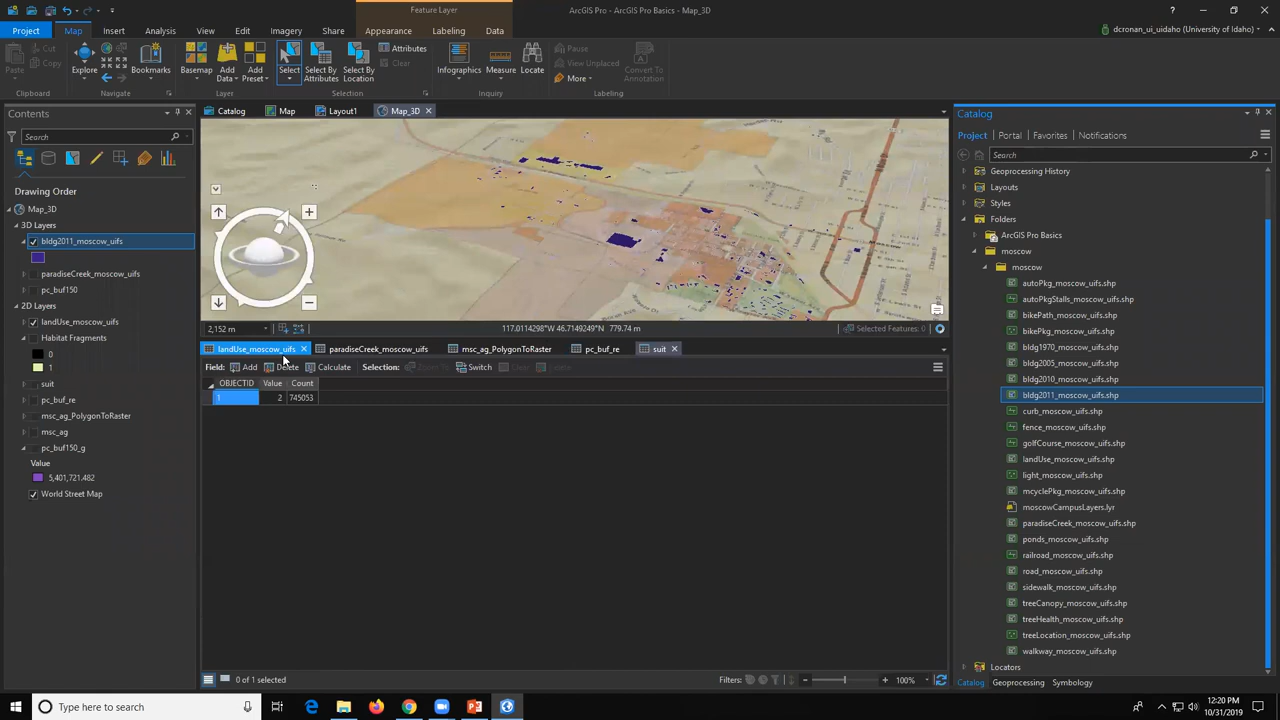 Feature Layer
ArcGIS Pro - ArcGIS Pro Basics - Map_3D
?
Project
Map
Insert
Analysis
View
Edit
Imagery
Share
Appearance
Labeling
Data
dcronan_ui_uidaho (University of Idaho)
Paste
Cut
Copy
Explore
Bookmarks
Basemap
Add Data
Add Preset
Select
Select By Attributes
Select By Location
Attributes
Clear
Infographics
Measure
Locate
Pause
View Unplaced
More
Convert To Annotation
Clipboard
Navigate
Layer
Selection
Inquiry
Labeling
Contents
Search
Drawing Order
Map_3D
3D Layers
bldg2011_moscow_uifs
paradiseCreek_moscow_uifs
pc_buf150
2D Layers
landUse_moscow_uifs
Habitat Fragments
0
1
suit
pc_buf_re
msc_ag_PolygonToRaster
msc_ag
pc_buf150_g
Value
5,401,721.482
World Street Map
Catalog
Map
Layout1
Map_3D
2,152 m
117.0114298°W 46.7149249°N
779.74 m
Selected Features: 0
landUse_moscow_uifs
paradiseCreek_moscow_uifs
msc_ag_PolygonToRaster
pc_buf_re
suit
Field:
Add
Delete
Calculate
Selection:
Zoom To
Switch
Clear
Delete
OBJECTID Value Count
1 2 745053
0 of 1 selected
Filters:
100%
Catalog
Project
Portal
Favorites
Notifications
Search
Geoprocessing History
Layouts
Styles
Folders
ArcGIS Pro Basics
moscow
moscow
autoPkg_moscow_uifs.shp
autoPkgStalls_moscow_uifs.shp
bikePath_moscow_uifs.shp
bikePkg_moscow_uifs.shp
bldg1970_moscow_uifs.shp
bldg2005_moscow_uifs.shp
bldg2010_moscow_uifs.shp
bldg2011_moscow_uifs.shp
curb_moscow_uifs.shp
fence_moscow_uifs.shp
golfCourse_moscow_uifs.shp
landUse_moscow_uifs.shp
light_moscow_uifs.shp
mcyclePkg_moscow_uifs.shp
moscowCampusLayers.lyr
paradiseCreek_moscow_uifs.shp
ponds_moscow_uifs.shp
railroad_moscow_uifs.shp
road_moscow_uifs.shp
sidewalk_moscow_uifs.shp
treeCanopy_moscow_uifs.shp
treeHealth_moscow_uifs.shp
treeLocation_moscow_uifs.shp
walkway_moscow_uifs.shp
Locators
Catalog
Geoprocessing
Symbology
Type here to search
12:20 PM
10/31/2019